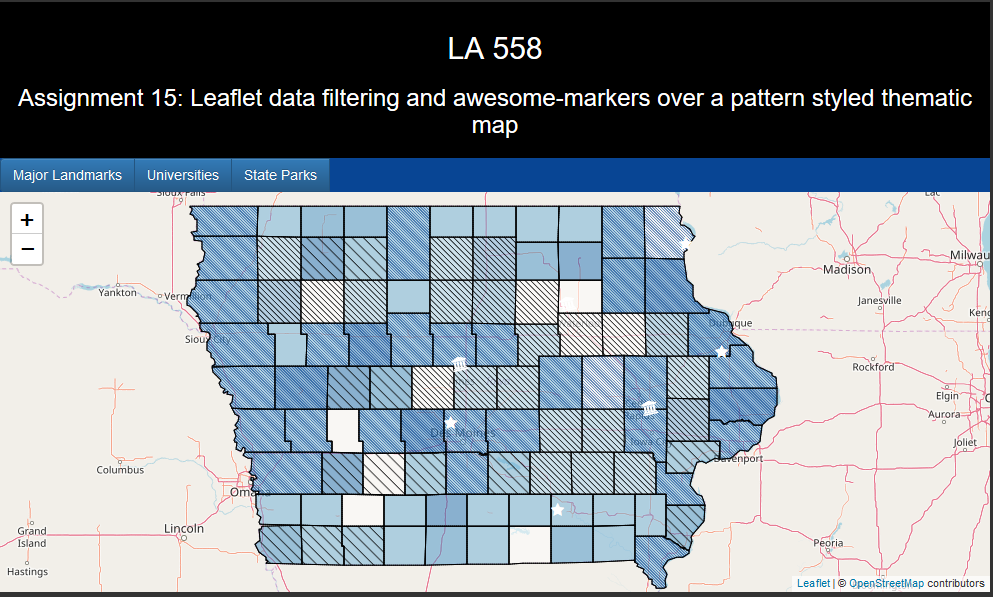 LA 558
Assignment 15: Leaflet data filtering and awesome-markers over a pattern styled thematic
map
Major Landmarks Universities State Parks
Sioux Falls
Lac
+
−
Madison
Milwau
Yankton
Vermillion
Janesville
Keno
Dubuque
Sioux City
Rockford
Elgin
Aurora
Des Moines
Joliet
Iowa C
Davenport
Columbus
Omaha
Lincoln
Grand
Island
Peoria
Hastings
Leaflet | © OpenStreetMap contributors